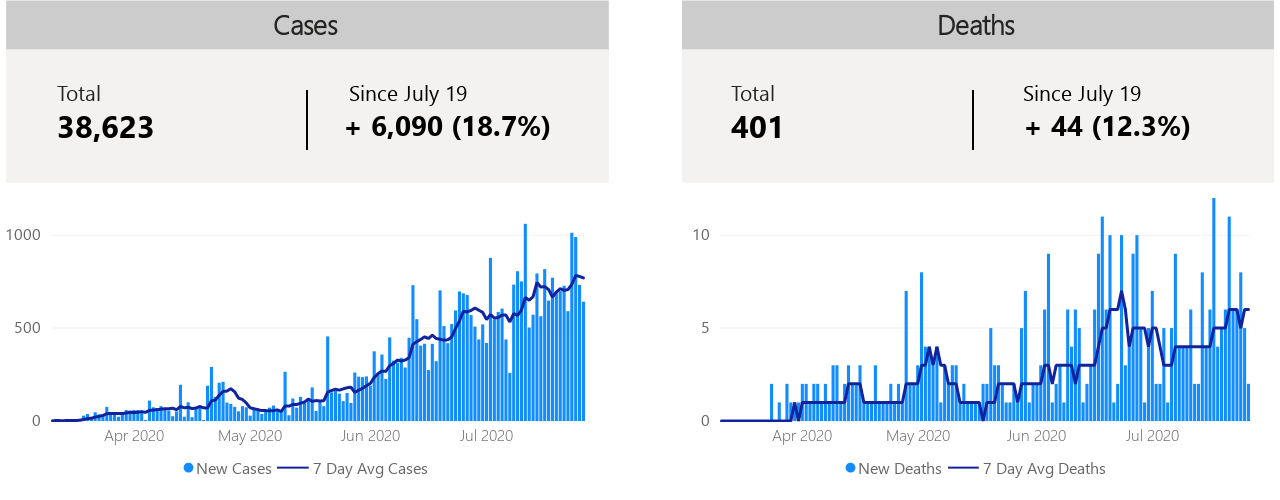 Cases
Total
38,623
Since July 19
+ 6,090 (18.7%)
1000
500
0
Apr 2020 May 2020 Jun 2020 Jul 2020
New Cases 7 Day Avg Cases
Deaths
Total
401
Since July 19
+ 44 (12.3%)
10
5
0
Apr 2020 May 2020 Jun 2020 Jul 2020
New Deaths 7 Day Avg Deaths